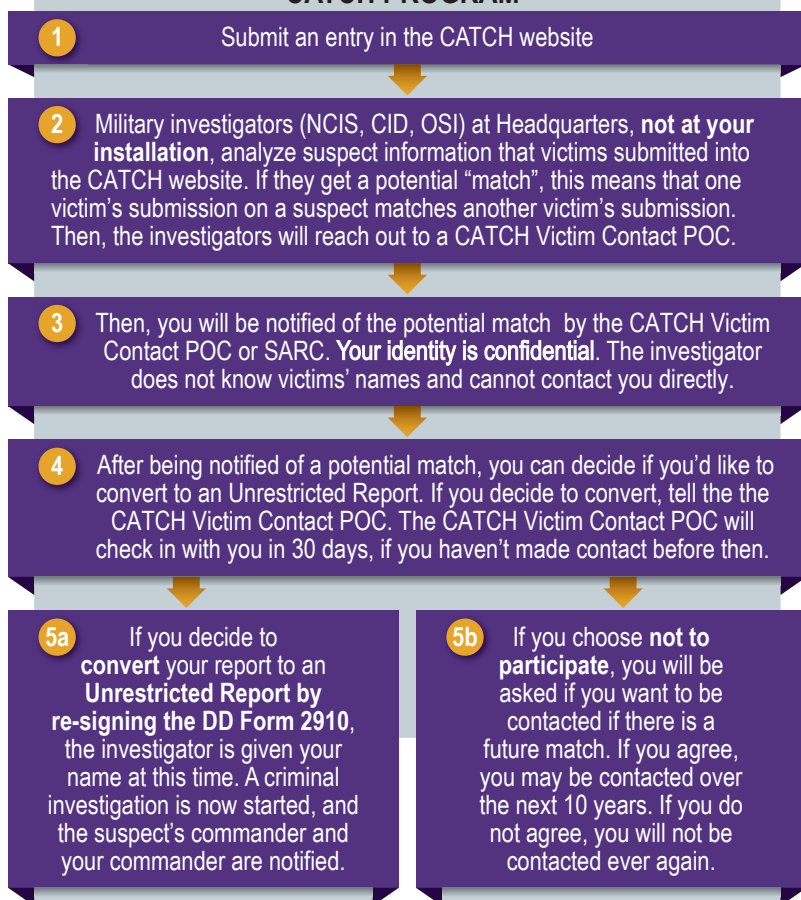 CATCH PROGRAM
1 Submit an entry in the CATCH website
2 Military investigators (NCIS, CID, OSI) at Headquarters, not at your
installation, analyze suspect information that victims submitted into
the CATCH website. If they get a potential “match”, this means that one
victim’s submission on a suspect matches another victim’s submission.
Then, the investigators will reach out to a CATCH Victim Contact POC.
3 Then, you will be notified of the potential match by the CATCH Victim
Contact POC or SARC. Your identity is confidential. The investigator
does not know victims’ names and cannot contact you directly.
4 After being notified of a potential match, you can decide if you’d like to
convert to an Unrestricted Report. If you decide to convert, tell the the
CATCH Victim Contact POC. The CATCH Victim Contact POC will
check in with you in 30 days, if you haven’t made contact before then.
5a If you decide to
convert your report to an
Unrestricted Report by
re-signing the DD Form 2910,
the investigator is given your
name at this time. A criminal
investigation is now started, and
the suspect’s commander and
your commander are notified.
5b If you choose not to
participate, you will be
asked if you want to be
contacted if there is a
future match. If you agree,
you may be contacted over
the next 10 years. If you do
not agree, you will not be
contacted ever again.